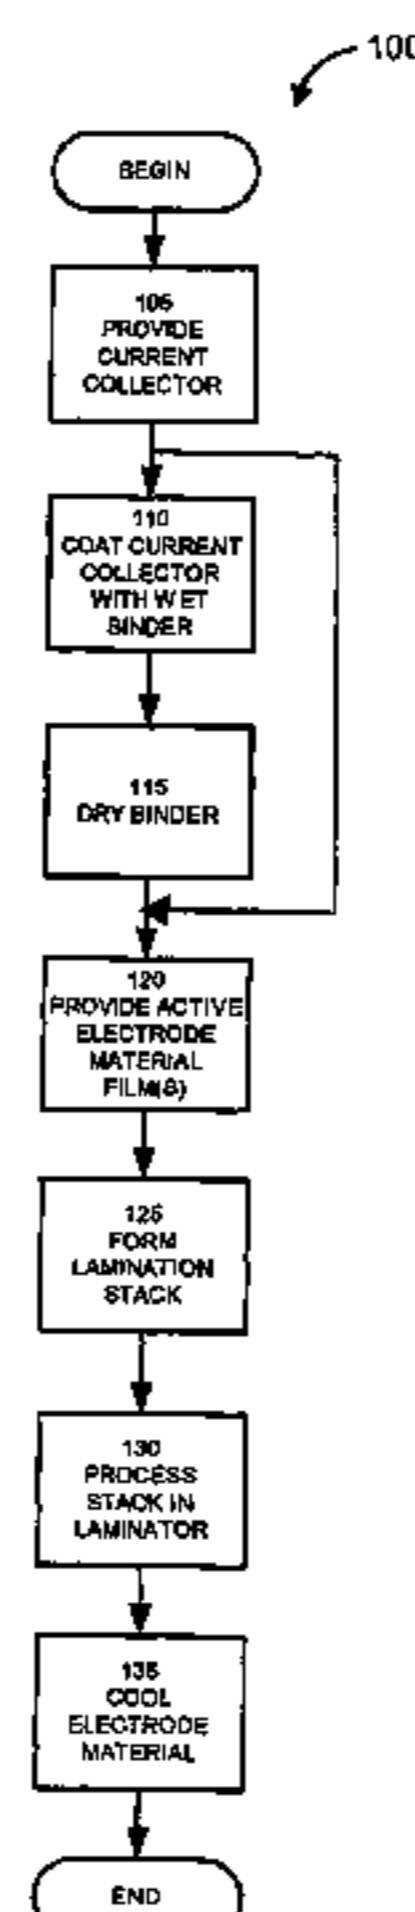 100
BEGIN
105
PROVIDE
CURRENT
COLLECTOR
110
COAT CURRENT
COLLECTOR
WITH WET
BINDER
115
DRY BINDER
120
PROVIDE ACTIVE
ELECTRODE
MATERIAL
FILM(S)
125
FORM
LAMINATION
STACK
130
PROCESS
STACK IN
LAMINATOR
135
COOL
ELECTRODE
MATERIAL
END